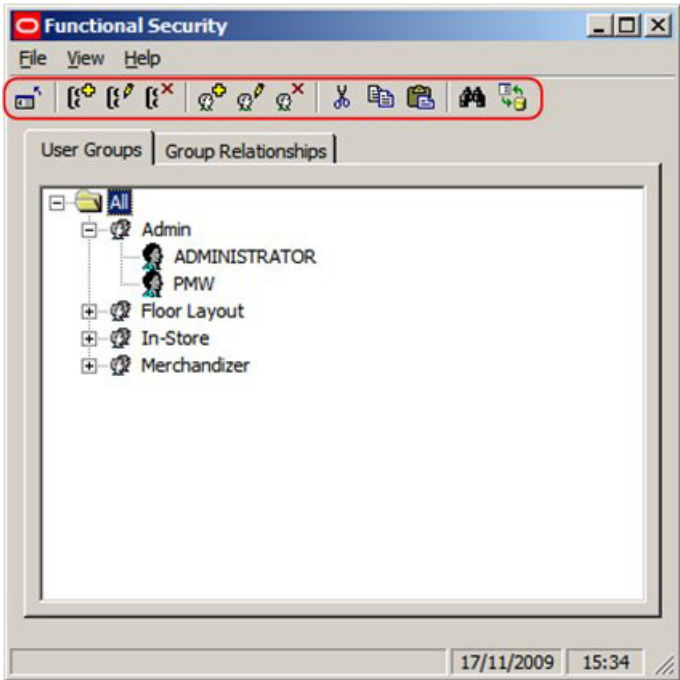 Functional Security
File View Help
User Groups Group Relationships
All
Admin
ADMINISTRATOR
PMW
Floor Layout
In-Store
Merchandizer
17/11/2009 15:34